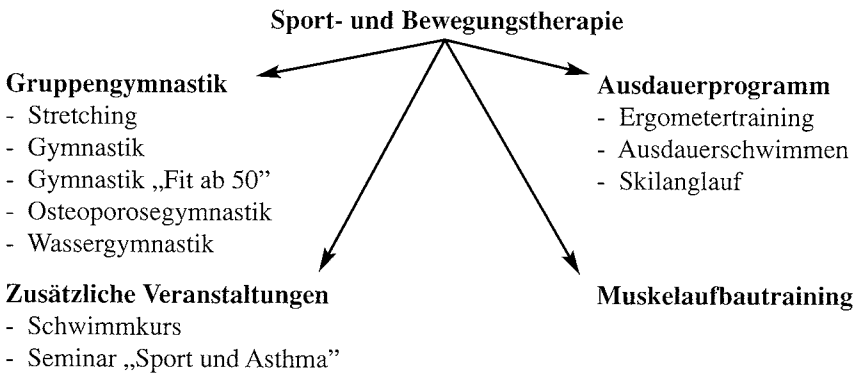 Sport- und Bewegungstherapie
Gruppengymnastik
- Stretching
- Gymnastik
- Gymnastik „Fit ab 50”
- Osteoporosegymnastik
- Wassergymnastik
Ausdauerprogramm
- Ergometertraining
- Ausdauerschwimmen
- Skilanglauf
Zusätzliche Veranstaltungen
- Schwimmkurs
- Seminar „Sport und Asthma”
Muskelaufbautraining